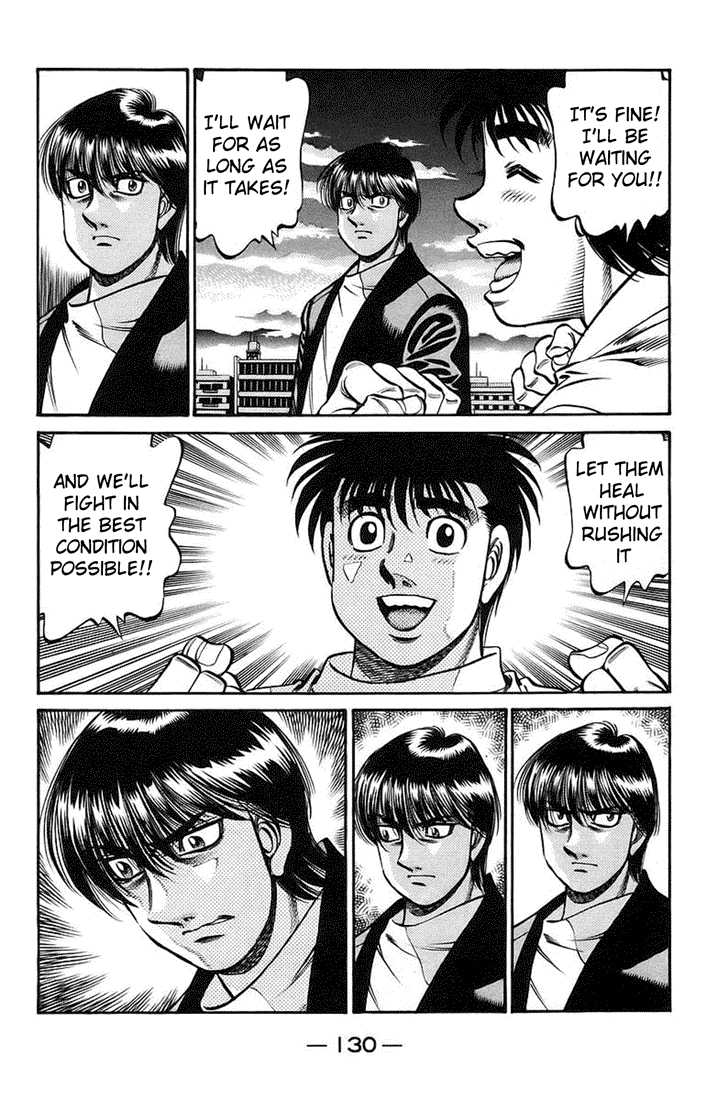 IT'S FINE!
I'LL BE
WAITING
FOR YOU!!
I'LL WAIT
FOR AS
LONG AS
IT TAKES!
LET THEM
HEAL
WITHOUT
RUSHING
IT
AND WE'LL
FIGHT IN
THE BEST
CONDITION
POSSIBLE!!
— 130 —